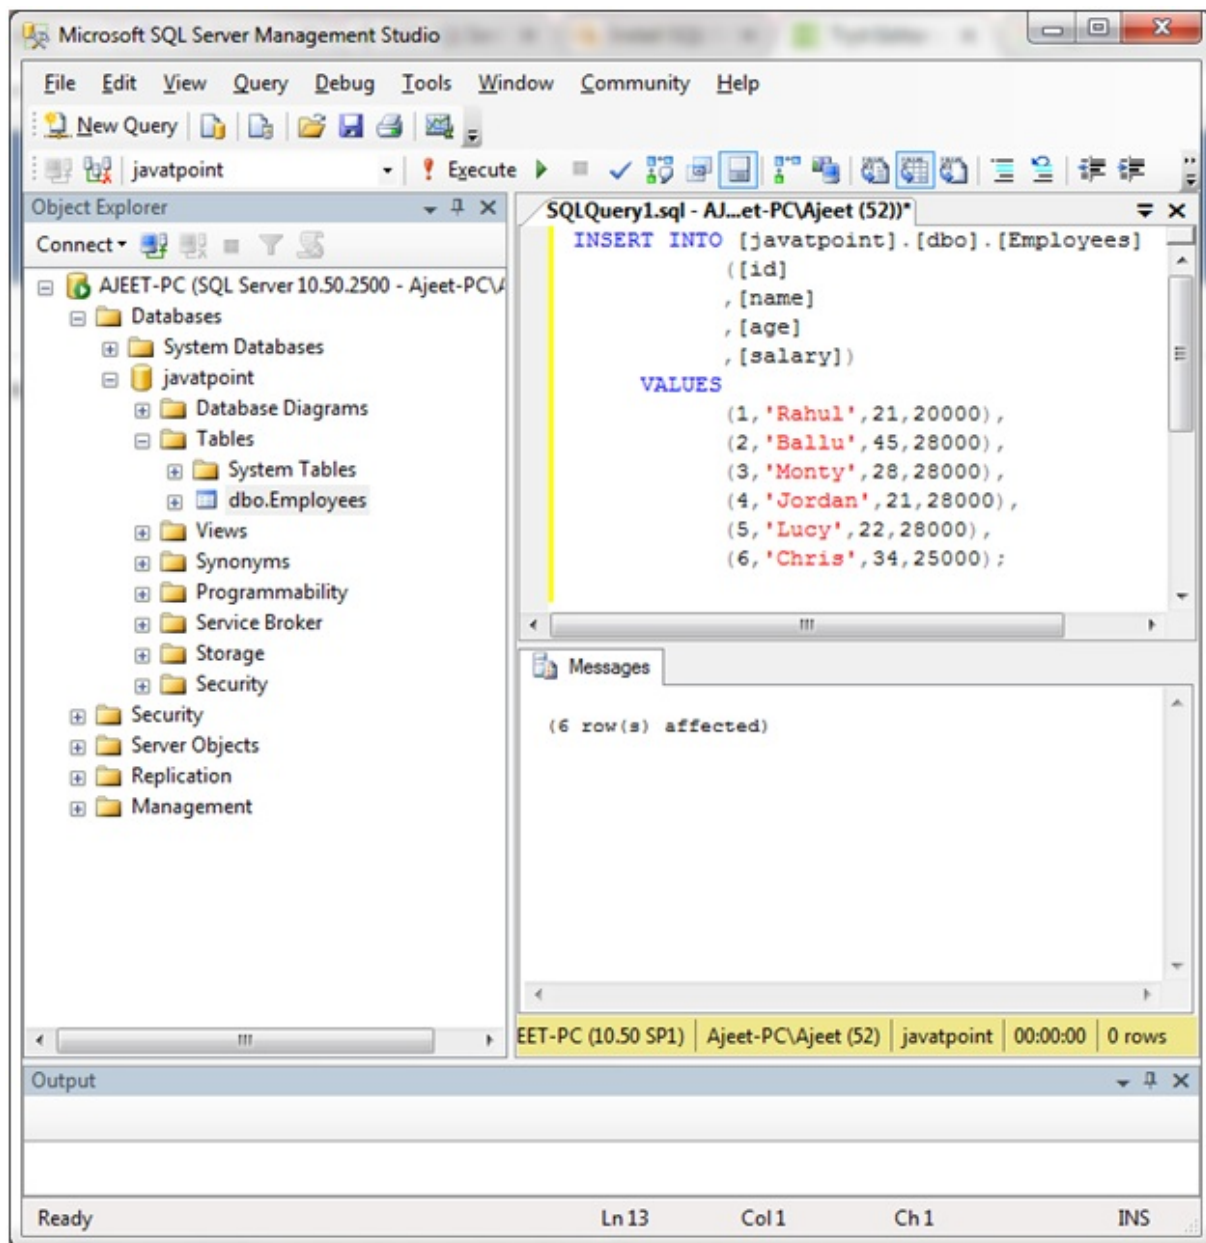 Microsoft SQL Server Management Studio
File Edit View Query Debug Tools Window Community Help
New Query
javatpoint Execute
Object Explorer
Connect
AJEET-PC (SQL Server 10.50.2500 - Ajeet-PC\A
Databases
System Databases
javatpoint
Database Diagrams
Tables
System Tables
dbo.Employees
Views
Synonyms
Programmability
Service Broker
Storage
Security
Security
Server Objects
Replication
Management
SQLQuery1.sql - AJ...et-PC\Ajeet (52))*
INSERT INTO [javatpoint].[dbo].[Employees]
([id]
,[name]
,[age]
,[salary])
VALUES
(1,'Rahul',21,20000),
(2,'Ballu',45,28000),
(3,'Monty',28,28000),
(4,'Jordan',21,28000),
(5,'Lucy',22,28000),
(6,'Chris',34,25000);
Messages
(6 row(s) affected)
EET-PC (10.50 SP1) Ajeet-PC\Ajeet (52) javatpoint 00:00:00 0 rows
Output
Ready Ln 13 Col 1 Ch 1 INS